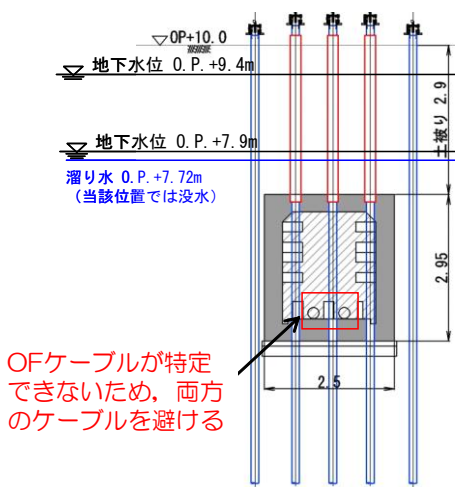 OP+10.0
地下水位 O.P.+9.4m
地下水位 O.P.+7.9m
溜り水 O.P.+7.72m
（当該位置では没水）
土被り 2.9
2.95
2.5
OFケーブルが特定
できないため，両方
のケーブルを避ける